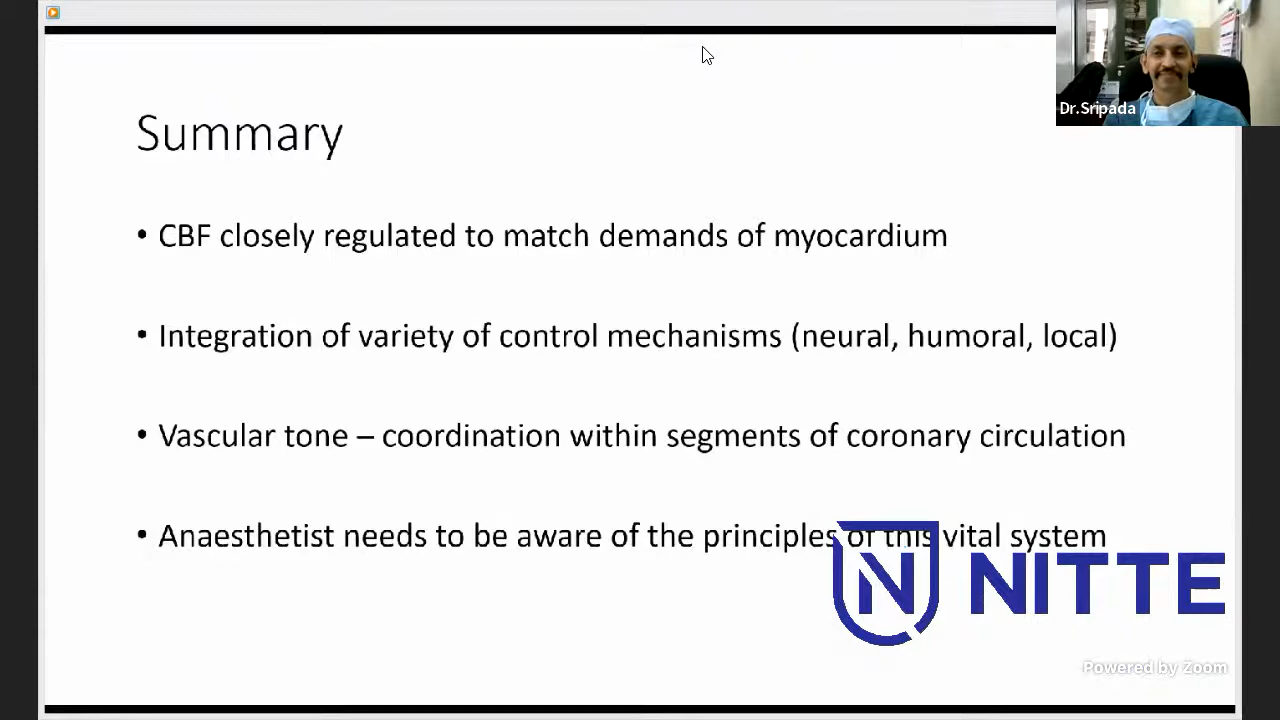 Dr.Sripada
Summary
• CBF closely regulated to match demands of myocardium
• Integration of variety of control mechanisms (neural, humoral, local)
• Vascular tone – coordination within segments of coronary circulation
• Anaesthetist needs to be aware of the principles of this vital system
N NITTE
Powered by Zoom